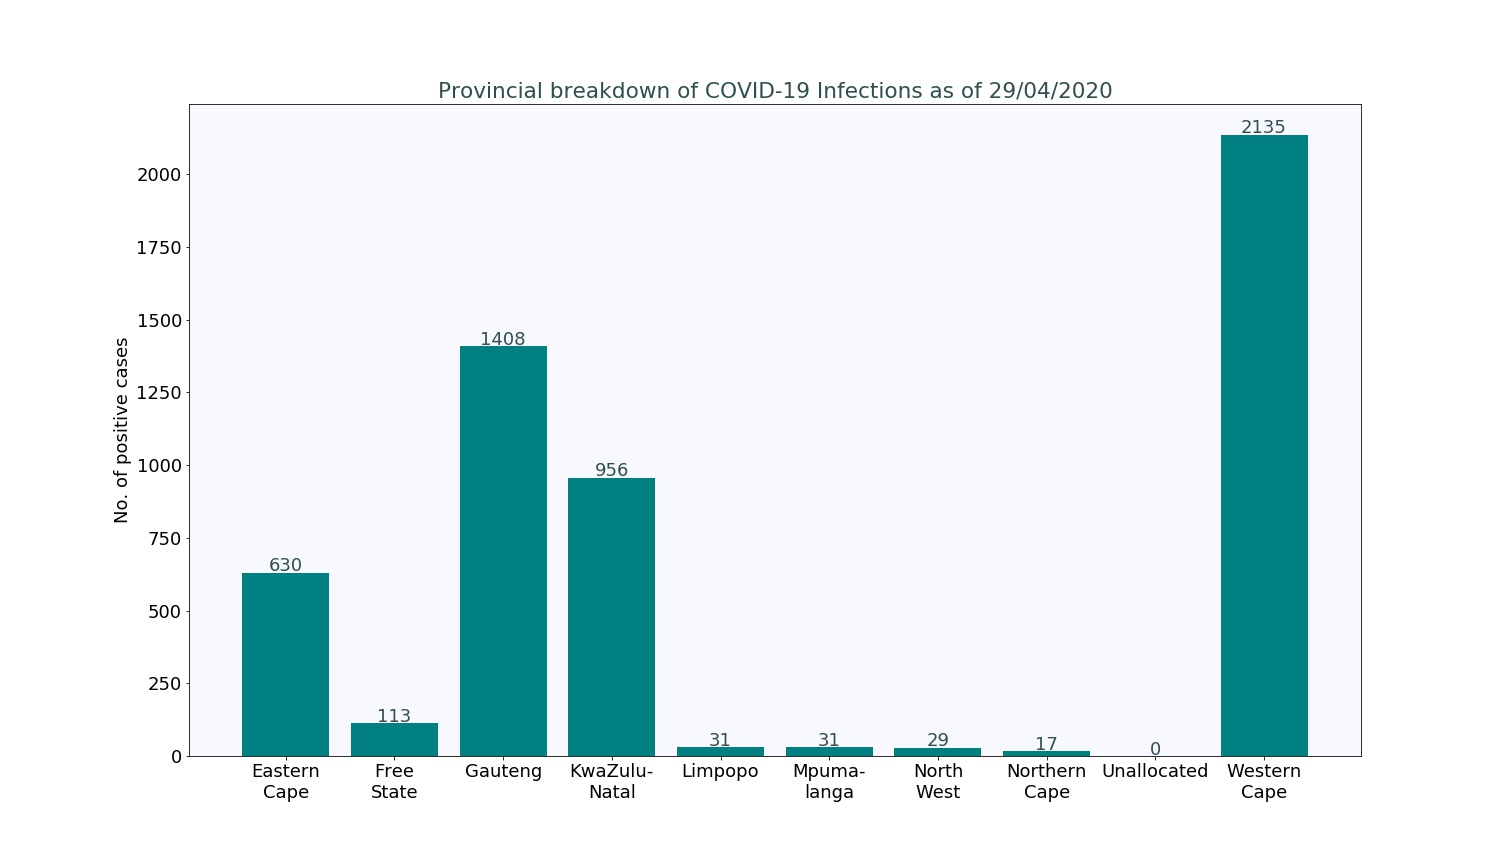 Provincial breakdown of COVID-19 Infections as of 29/04/2020
No. of positive cases
2000
1750
1500
1250
1000
750
500
250
0
630
113
1408
956
31
31
29
17
0
2135
Eastern
Cape
Free
State
Gauteng
KwaZulu-
Natal
Limpopo
Mpuma-
langa
North
West
Northern
Cape
Unallocated
Western
Cape